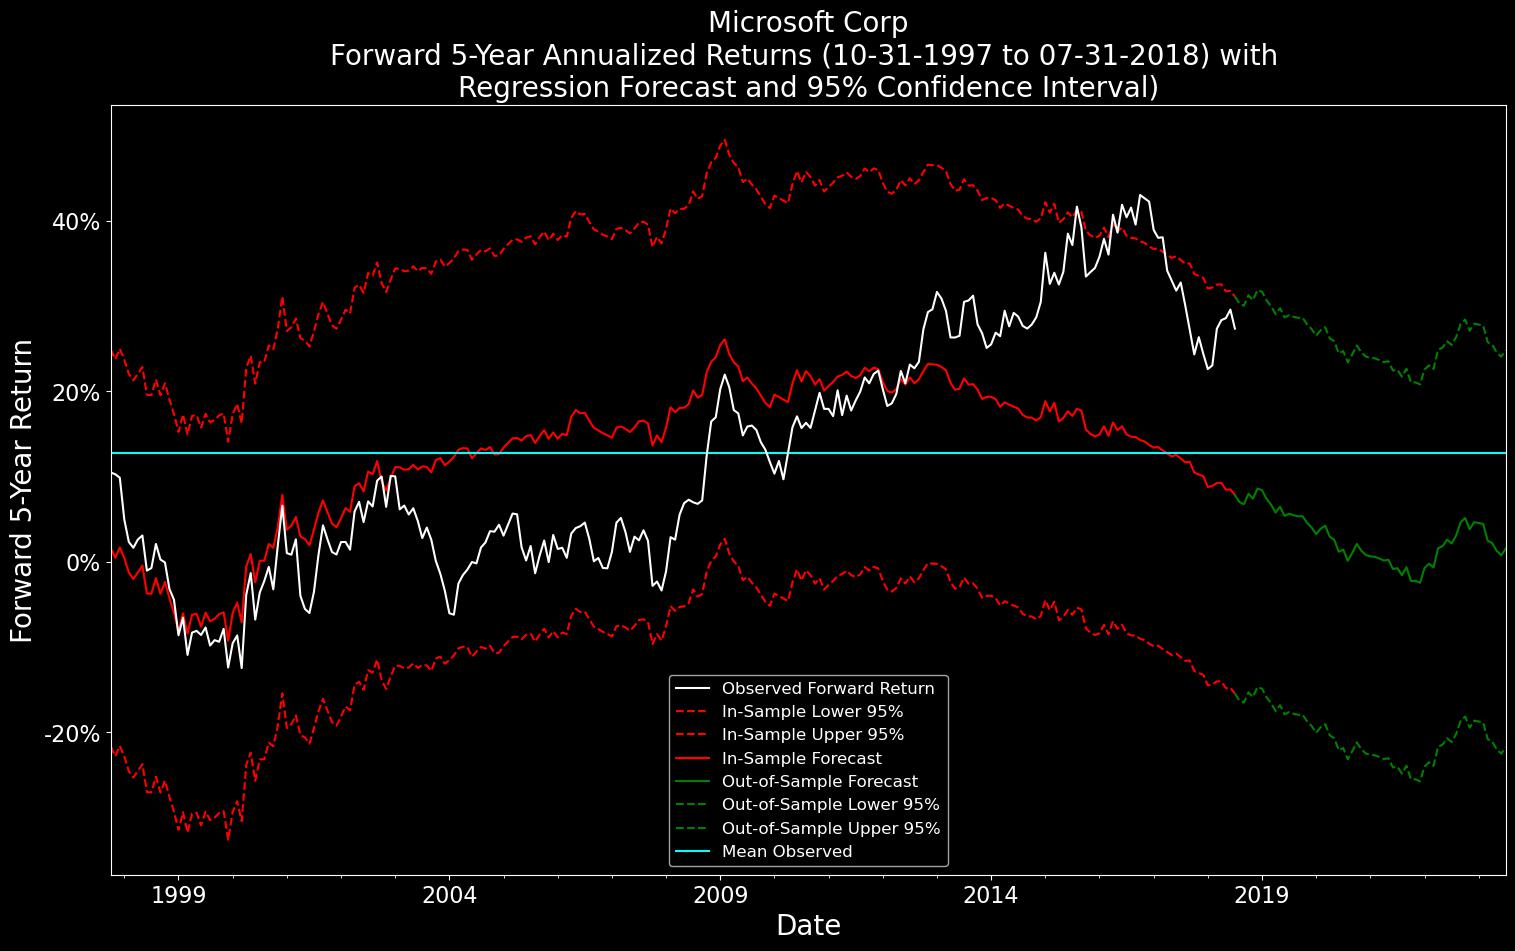 Microsoft Corp
Forward 5-Year Annualized Returns (10-31-1997 to 07-31-2018) with
Regression Forecast and 95% Confidence Interval)
Forward 5-Year Return
40%
20%
0%
-20%
Observed Forward Return
In-Sample Lower 95%
In-Sample Upper 95%
In-Sample Forecast
Out-of-Sample Forecast
Out-of-Sample Lower 95%
Out-of-Sample Upper 95%
Mean Observed
1999 2004 2009 2014 2019
Date